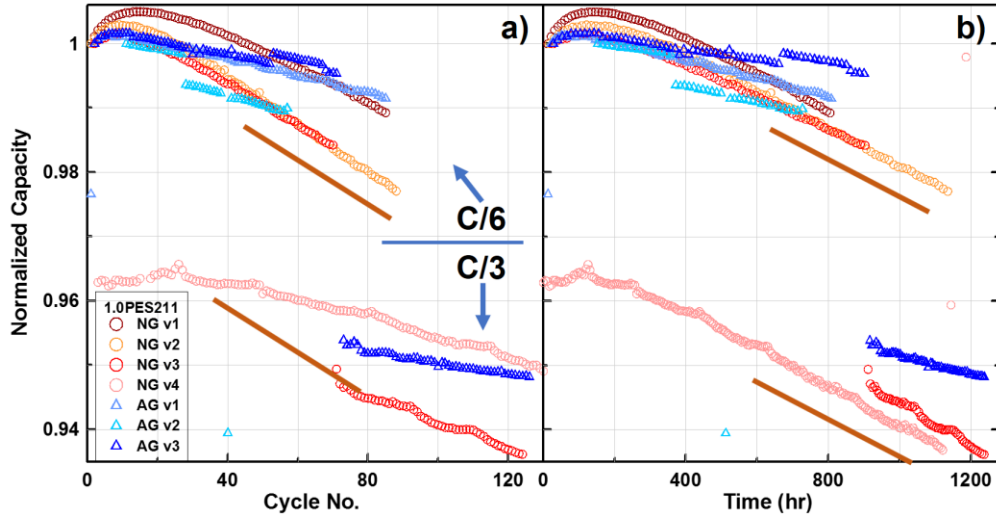 a)
b)
Normalized Capacity
1
0.98
0.96
0.94
C/6
C/3
1.0PES211
NG v1
NG v2
NG v3
NG v4
AG v1
AG v2
AG v3
0
40
80
120
Cycle No.
0
400
800
1200
Time (hr)